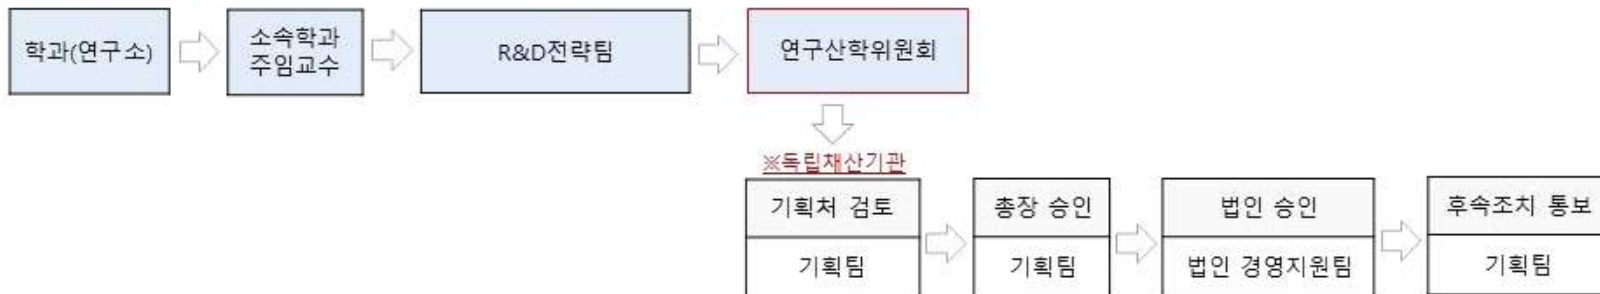 학과(연구소)
소속학과
주임교수
R&D전략팀
연구산학위원회
※독립채산기관
기획처 검토
총장 승인
법인 승인
후속조치 통보
기획팀
기획팀
법인 경영지원팀
기획팀